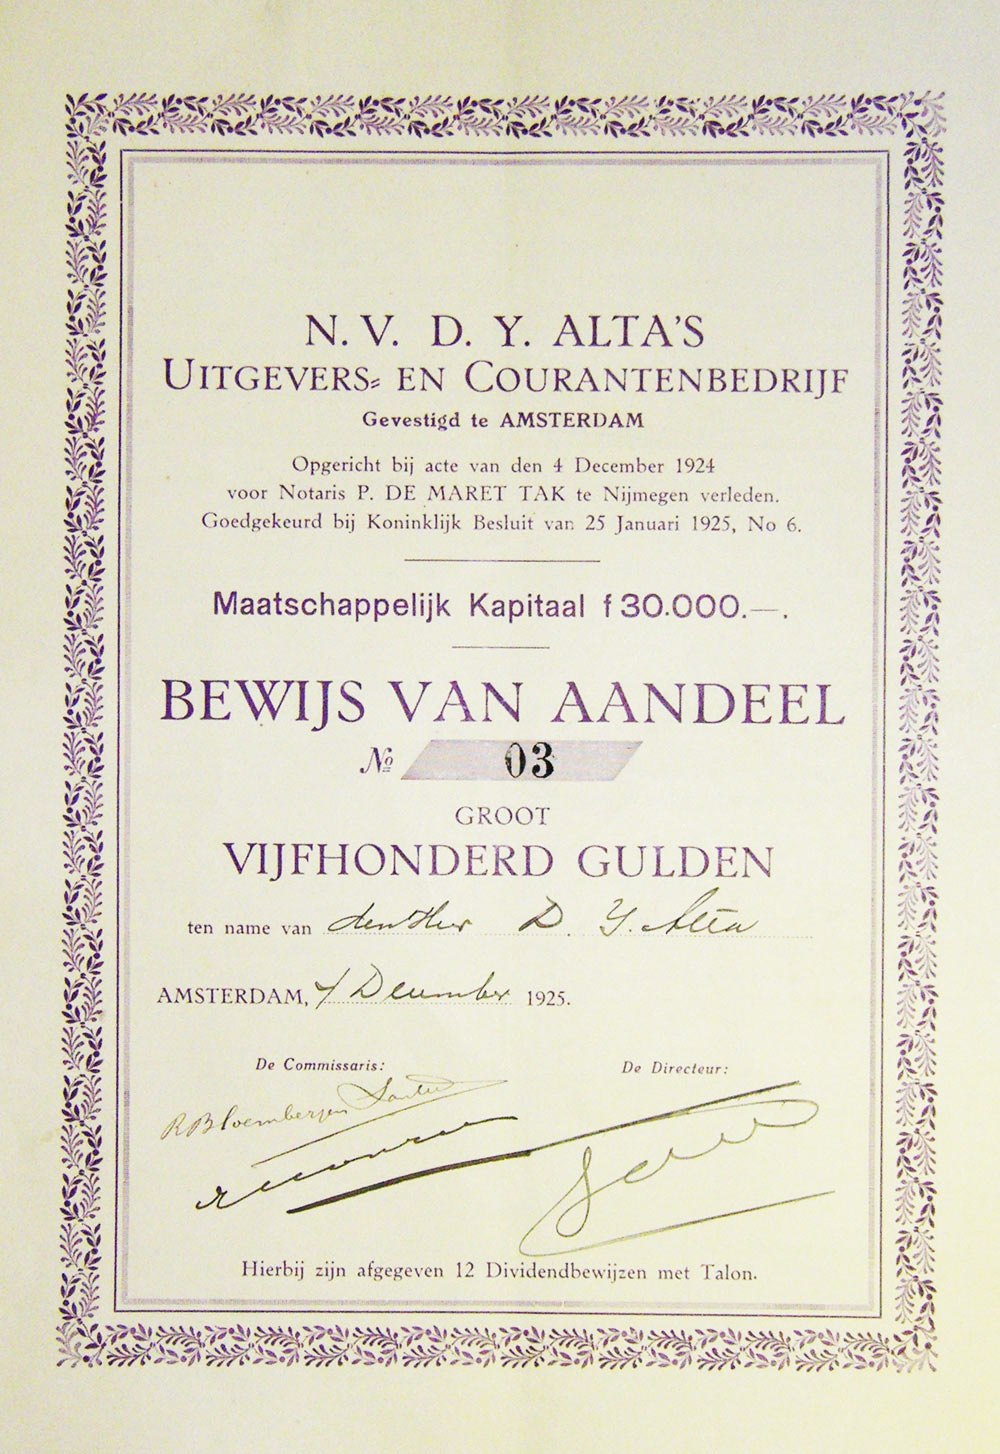 N. V. D. Y. ALTA'S
UITGEVERS= EN COURANTENBEDRIJF
Gevestigd te AMSTERDAM
Opgericht bij acte van den 4 December 1924
voor Notaris P. DE MARET TAK te Nijmegen verleden.
Goedgekeurd bij Koninklijk Besluit van 25 Januari 1925, No 6.
Maatschappelijk Kapitaal f 30.000.—.
BEWIJS VAN AANDEEL
No 03
GROOT
VIJFHONDERD GULDEN
ten name van den Heer D. Y. Alta
AMSTERDAM, 4 December 1925.
De Commissaris: De Directeur:
R Bloembergen
Hierbij zijn afgegeven 12 Dividendbewijzen met Talon.